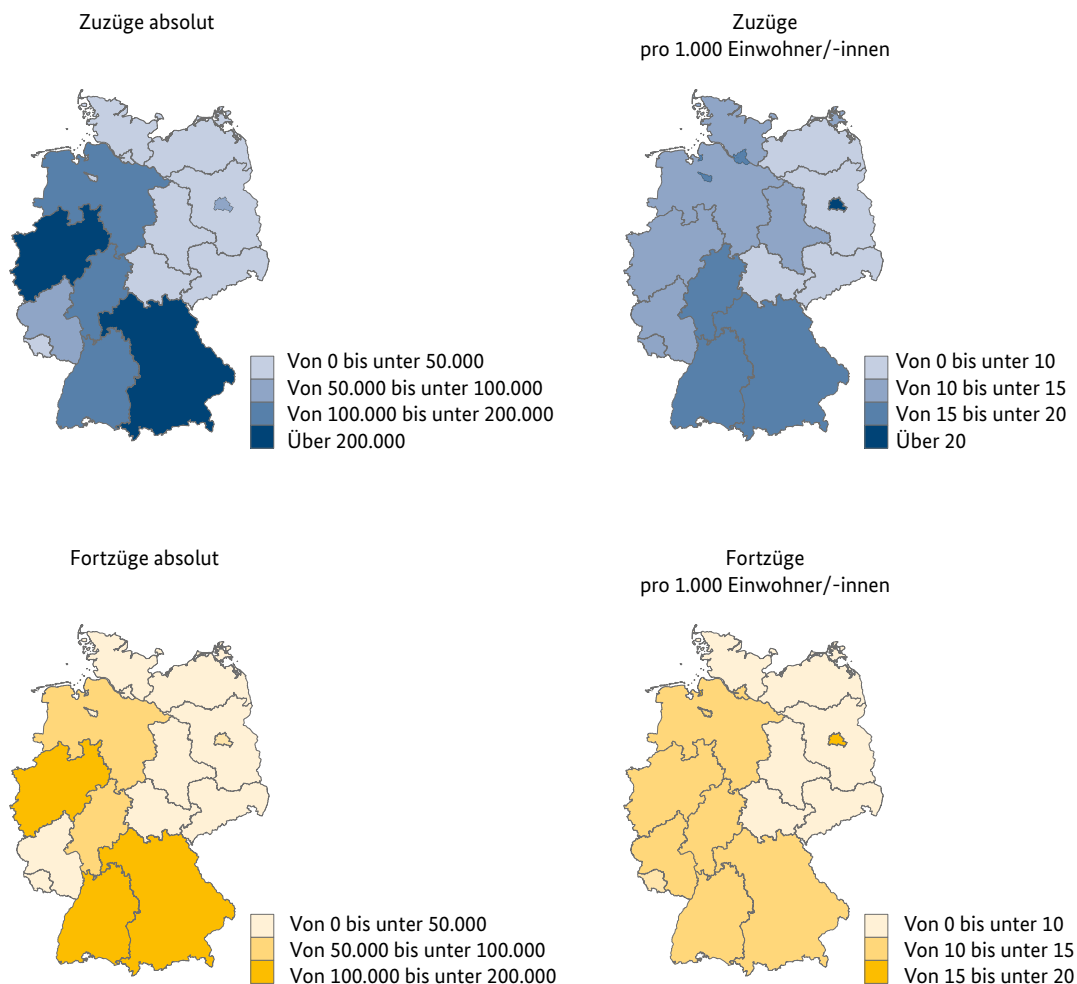 Zuzüge absolut
Zuzüge
pro 1.000 Einwohner/-innen
Von 0 bis unter 50.000
Von 50.000 bis unter 100.000
Von 100.000 bis unter 200.000
Über 200.000
Von 0 bis unter 10
Von 10 bis unter 15
Von 15 bis unter 20
Über 20
Fortzüge absolut
Fortzüge
pro 1.000 Einwohner/-innen
Von 0 bis unter 50.000
Von 50.000 bis unter 100.000
Von 100.000 bis unter 200.000
Von 0 bis unter 10
Von 10 bis unter 15
Von 15 bis unter 20